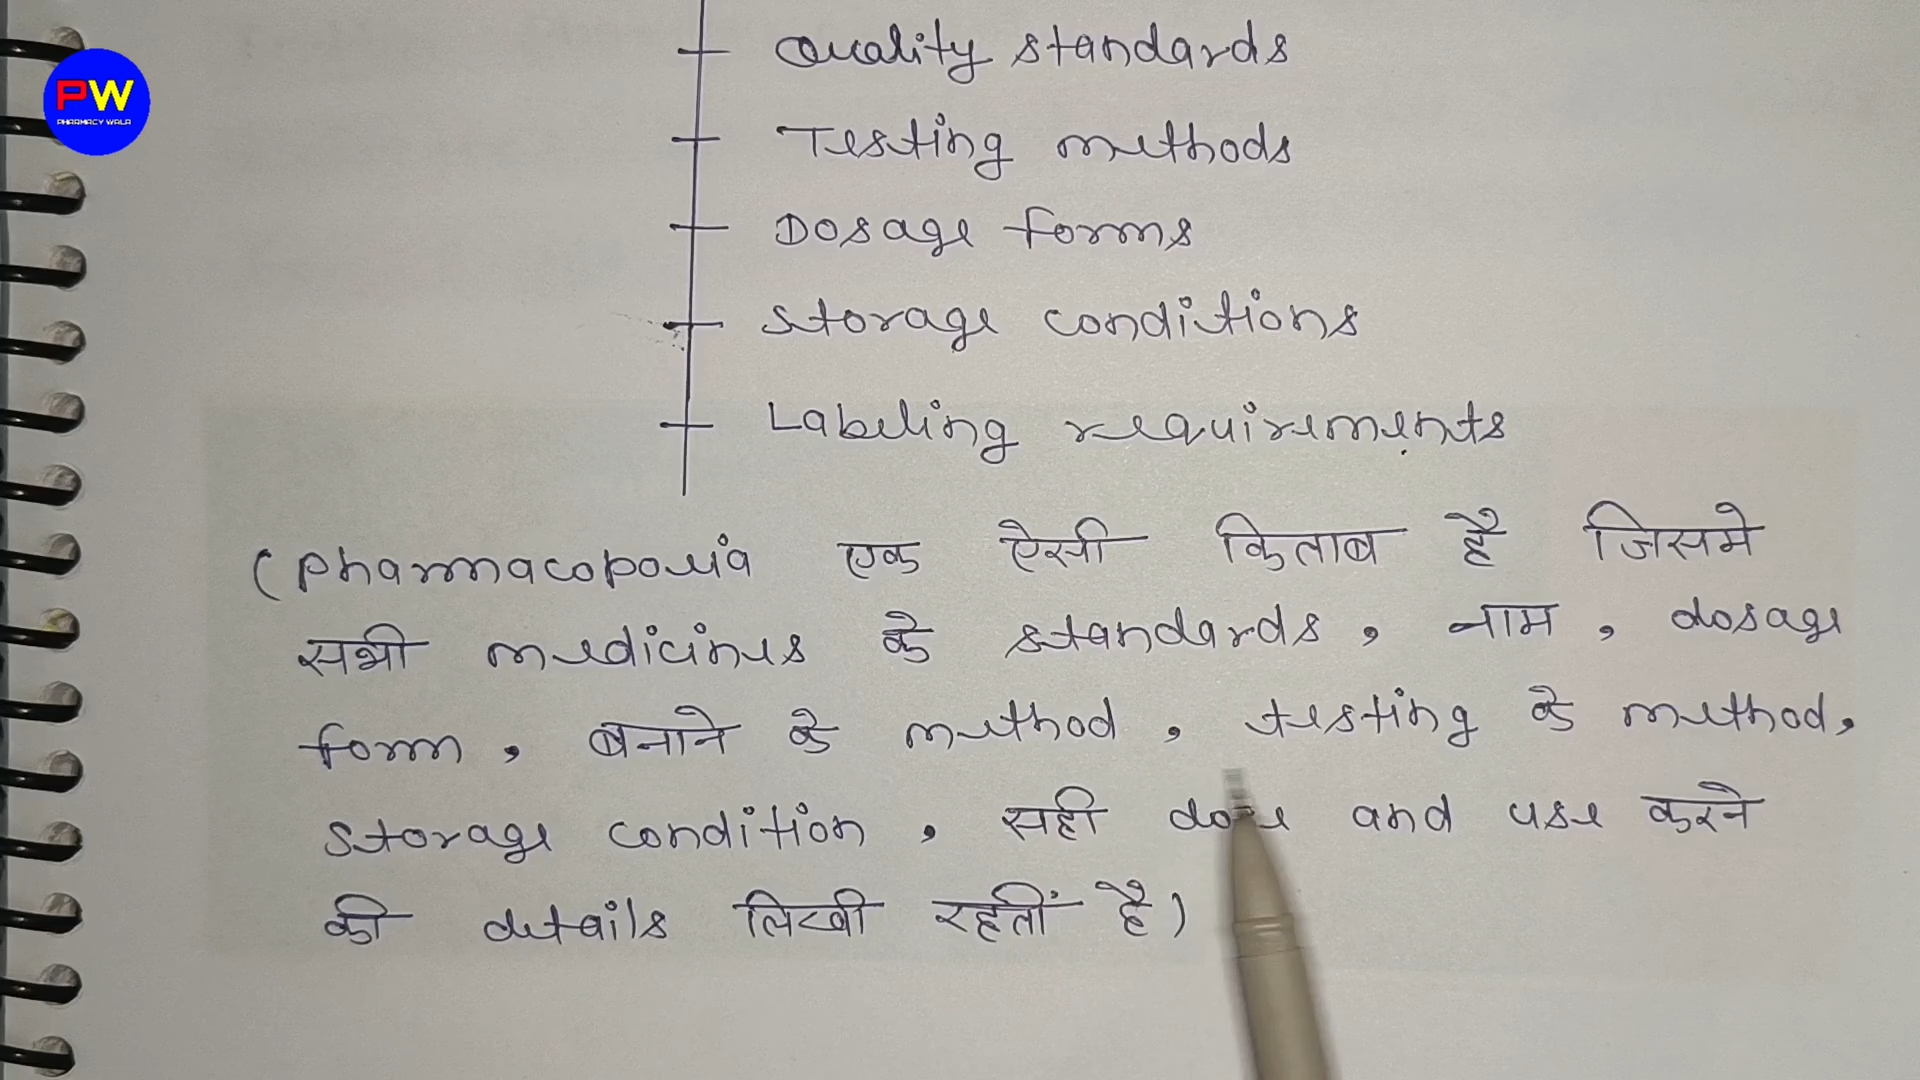 PW
PHARMACY WALA
Quality standards
Testing methods
Dosage forms
Storage conditions
Labeling requirements
(Pharmacopoeia एक ऐसी किताब है जिसमे
सभी medicines के standards, नाम, dosage
form, बनाने के method, testing के method,
storage condition, सही dose and use करने
की details लिखी रहतीं है)